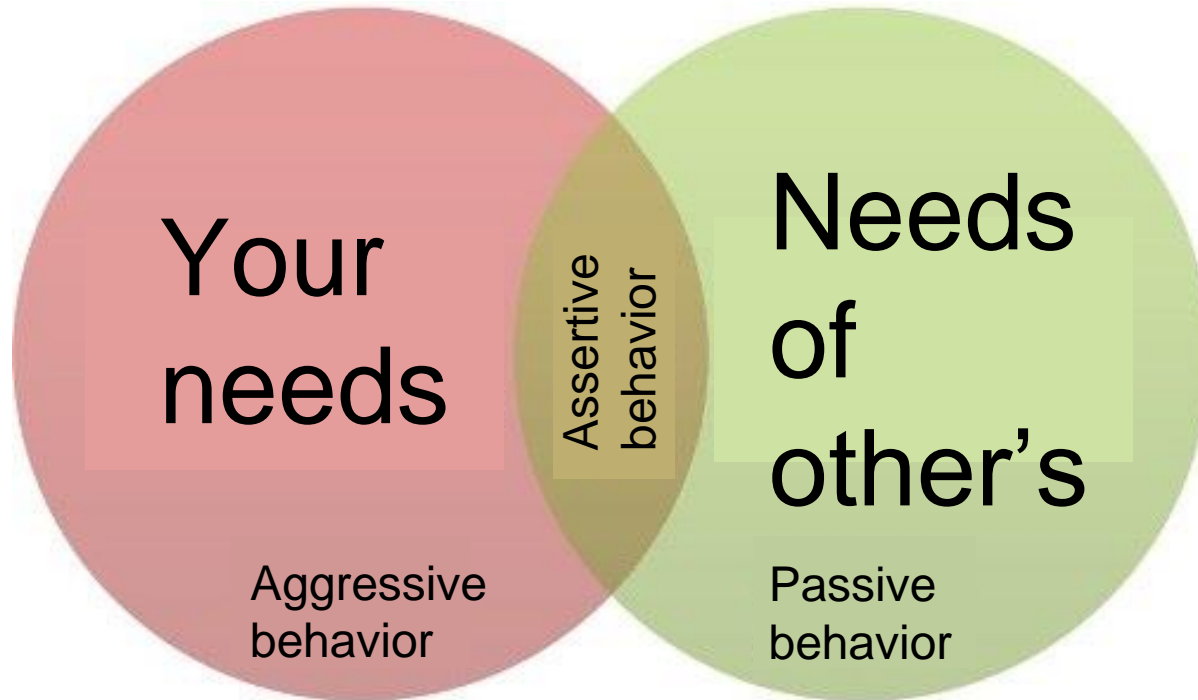 Your
needs
Assertive
behavior
Needs
of
other’s
Aggressive
behavior
Passive
behavior